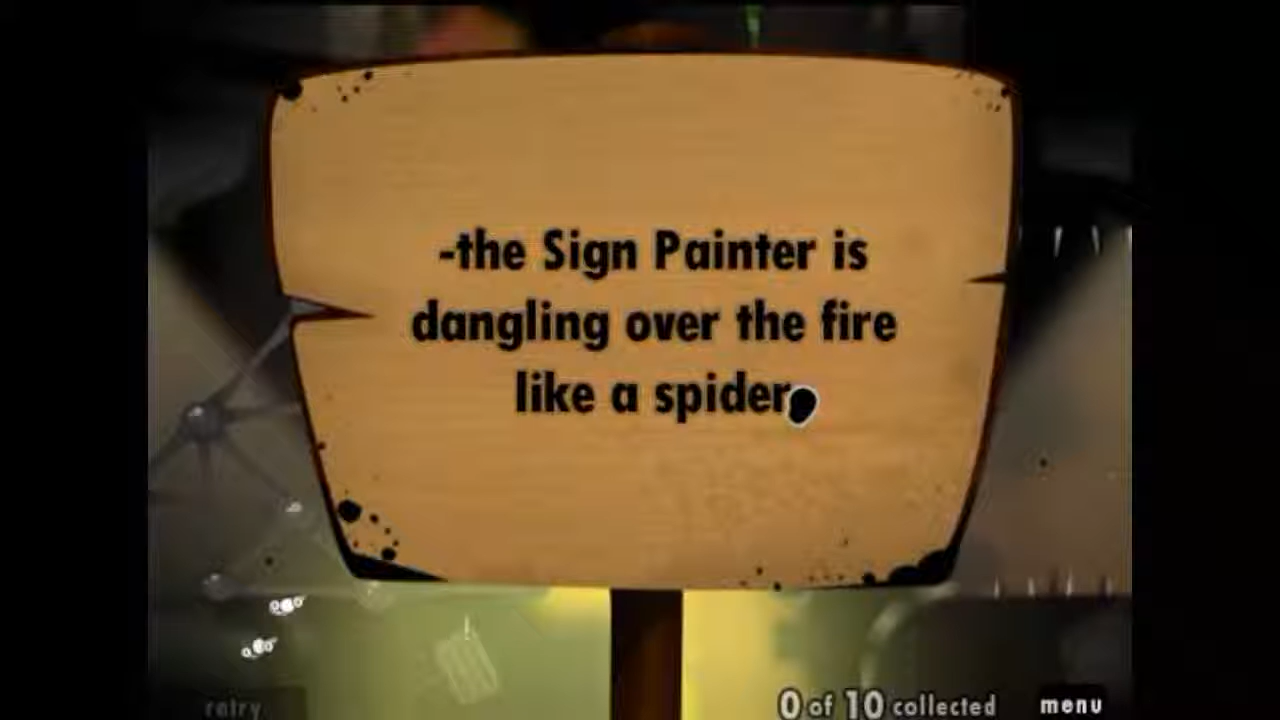 -the Sign Painter is
dangling over the fire
like a spider
retry
0 of 10 collected
menu